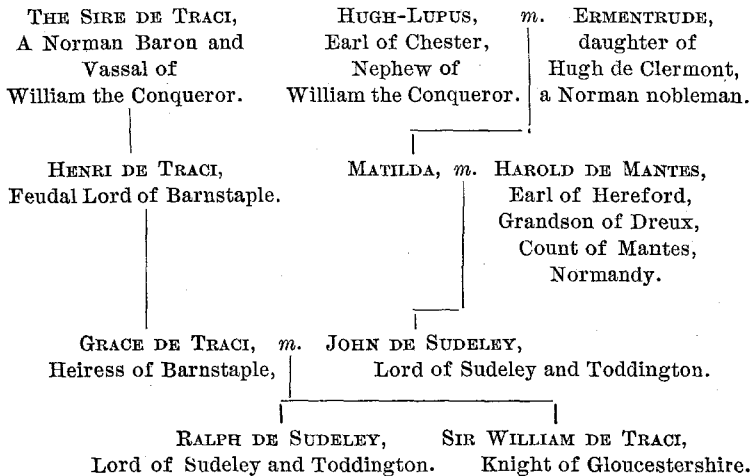 THE SIRE DE TRACI, HUGH-LUPUS, m. ERMENTRUDE,
A Norman Baron and Earl of Chester, daughter of
Vassal of Nephew of Hugh de Clermont,
William the Conqueror. William the Conqueror. a Norman nobleman.
HENRI DE TRACI, MATILDA, m. HAROLD DE MANTES,
Feudal Lord of Barnstaple. Earl of Hereford,
Grandson of Dreux,
Count of Mantes,
Normandy.
GRACE DE TRACI, m. JOHN DE SUDELEY,
Heiress of Barnstaple, Lord of Sudeley and Toddington.
RALPH DE SUDELEY, SIR WILLIAM DE TRACI,
Lord of Sudeley and Toddington. Knight of Gloucestershire.